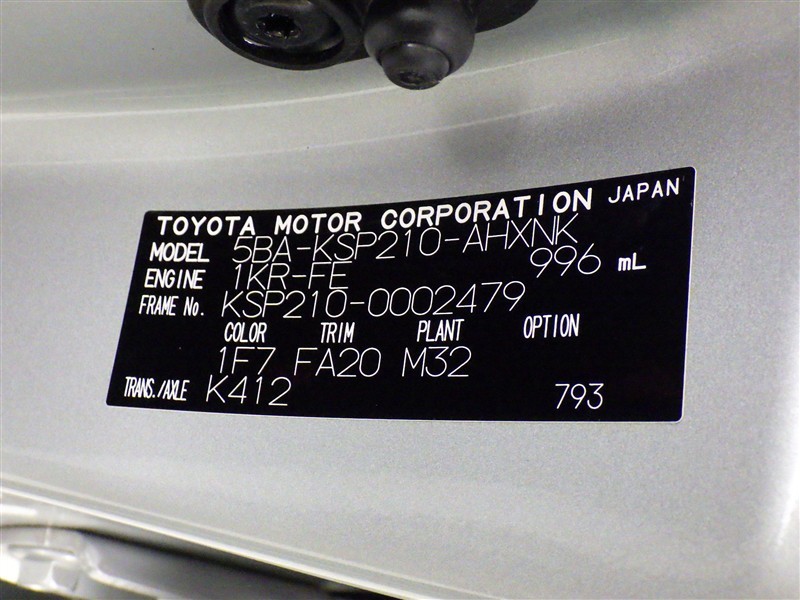 TOYOTA MOTOR CORPORATION JAPAN
MODEL 5BA-KSP210-AHXNK
ENGINE 1KR-FE 996 mL
FRAME No. KSP210-0002479
COLOR TRIM PLANT OPTION
1F7 FA20 M32
TRANS./AXLE K412 793